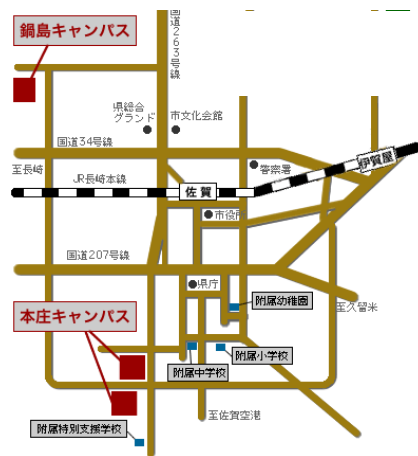 鍋島キャンパス
国道263号線
県総合
グランド
市文化会館
国道34号線
至長崎
JR長崎本線
佐賀
警察署
伊賀屋
市役所
国道207号線
県庁
附属幼稚園
至久留米
本庄キャンパス
附属小学校
附属中学校
至佐賀空港
附属特別支援学校